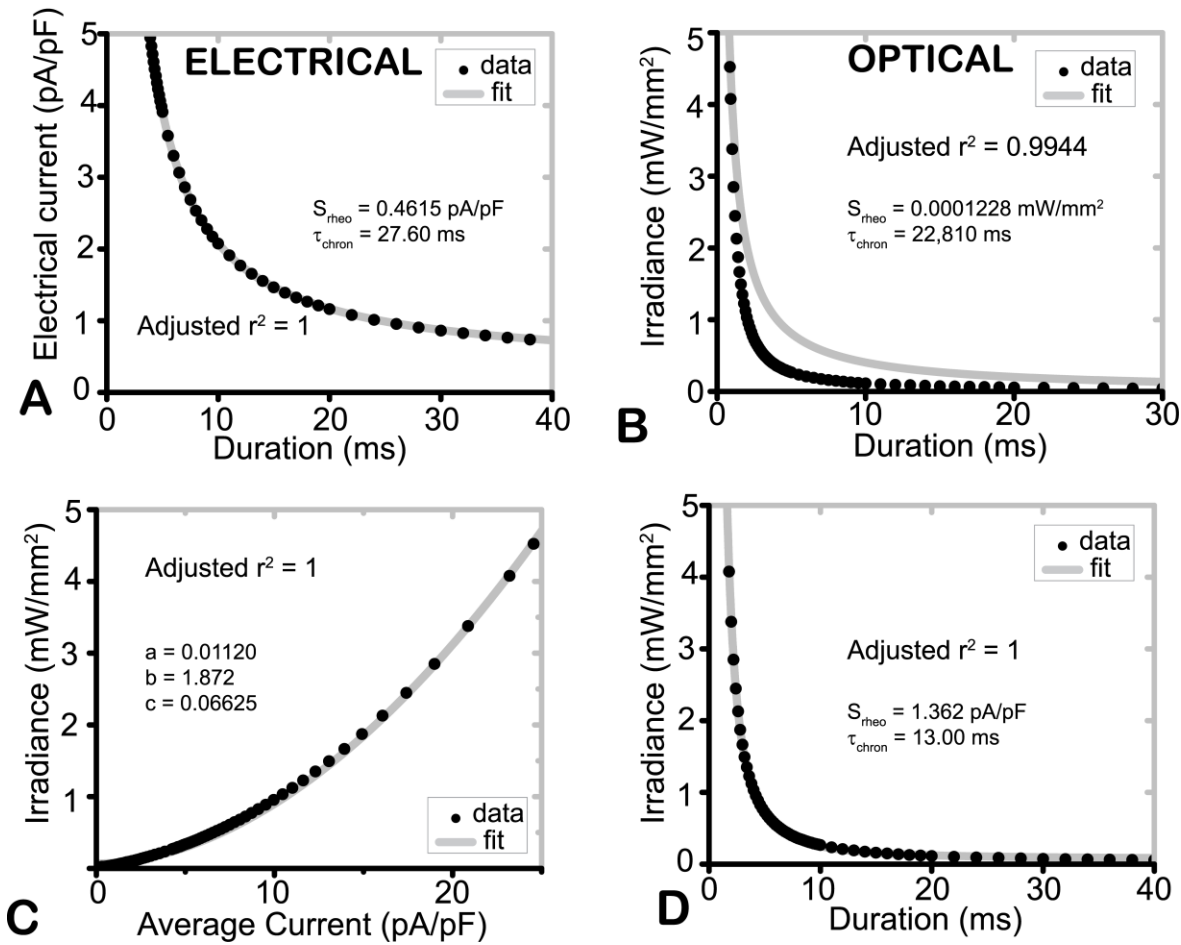 ELECTRICAL
data
fit
S_rheo = 0.4615 pA/pF
τ_chron = 27.60 ms
Adjusted r² = 1
Electrical current (pA/pF)
5
4
3
2
1
0
0 10 20 30 40
Duration (ms)
A
OPTICAL
data
fit
Adjusted r² = 0.9944
S_rheo = 0.0001228 mW/mm²
τ_chron = 22,810 ms
Irradiance (mW/mm²)
5
4
3
2
1
0
0 10 20 30
Duration (ms)
B
Adjusted r² = 1
a = 0.01120
b = 1.872
c = 0.06625
data
fit
Irradiance (mW/mm²)
5
4
3
2
1
0 10 20
Average Current (pA/pF)
C
data
fit
Adjusted r² = 1
S_rheo = 1.362 pA/pF
τ_chron = 13.00 ms
Irradiance (mW/mm²)
5
4
3
2
1
0
0 10 20 30 40
Duration (ms)
D